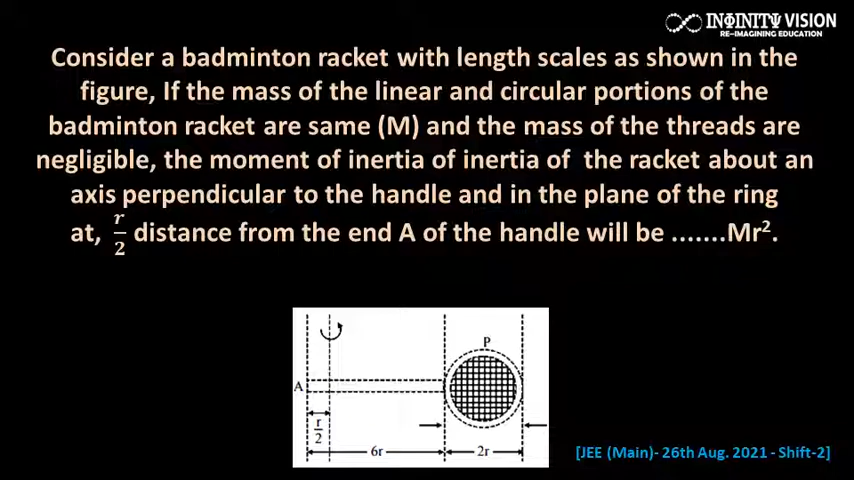 INFINITY VISION
RE-IMAGINING EDUCATION
Consider a badminton racket with length scales as shown in the
figure, If the mass of the linear and circular portions of the
badminton racket are same (M) and the mass of the threads are
negligible, the moment of inertia of inertia of the racket about an
axis perpendicular to the handle and in the plane of the ring
at, r/2 distance from the end A of the handle will be .......Mr².
P
A
r/2
6r
2r
[JEE (Main)- 26th Aug. 2021 - Shift-2]